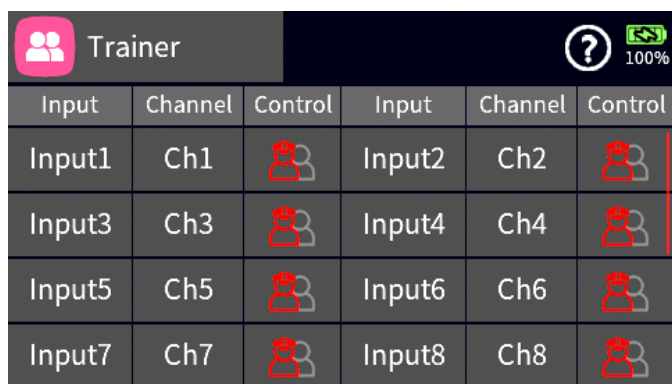 Trainer
?
100%
Input Channel Control Input Channel Control
Input1 Ch1 Input2 Ch2
Input3 Ch3 Input4 Ch4
Input5 Ch5 Input6 Ch6
Input7 Ch7 Input8 Ch8